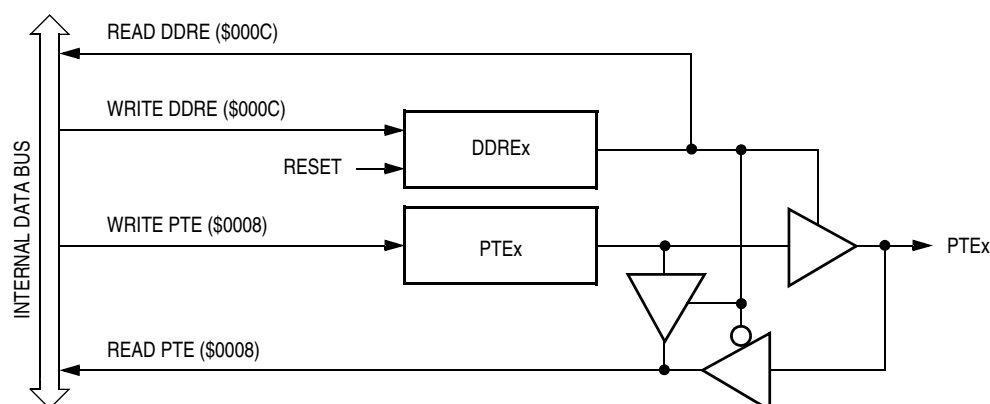 READ DDRE ($000C)
WRITE DDRE ($000C)
DDREx
RESET
INTERNAL DATA BUS
WRITE PTE ($0008)
PTEx
PTEx
READ PTE ($0008)